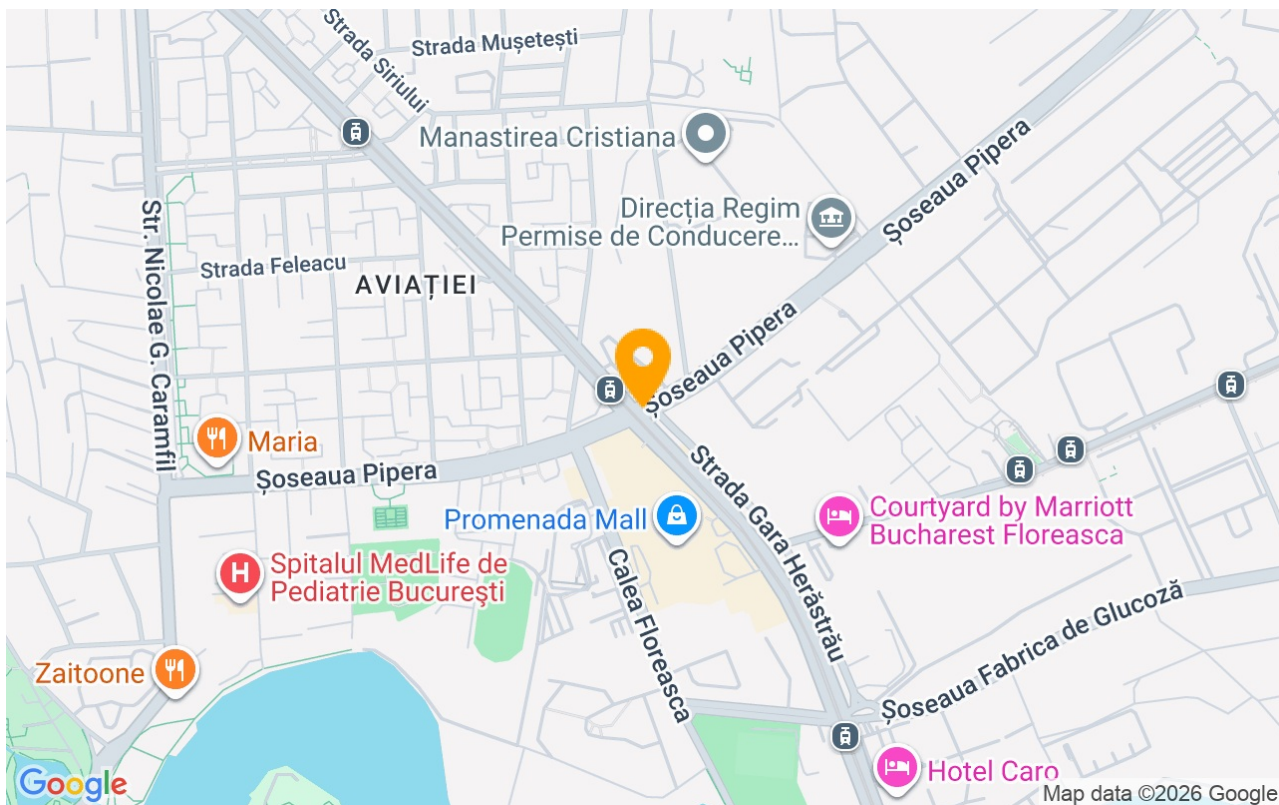 Strada Mușetești
Strada Siriului
Manastirea Cristiana
Șoseaua Pipera
Direcția Regim
Permise de Conducere...
Str. Nicolae G. Caramfil
Strada Feleacu
AVIAȚIEI
Șoseaua Pipera
Maria
Șoseaua Pipera
Strada Gara Herăstrău
Promenada Mall
Courtyard by Marriott
Bucharest Floreasca
H
Spitalul MedLife de
Pediatrie București
Calea Floreasca
Șoseaua Fabrica de Glucoză
Zaitoone
Hotel Caro
Google
Map data ©2026 Google